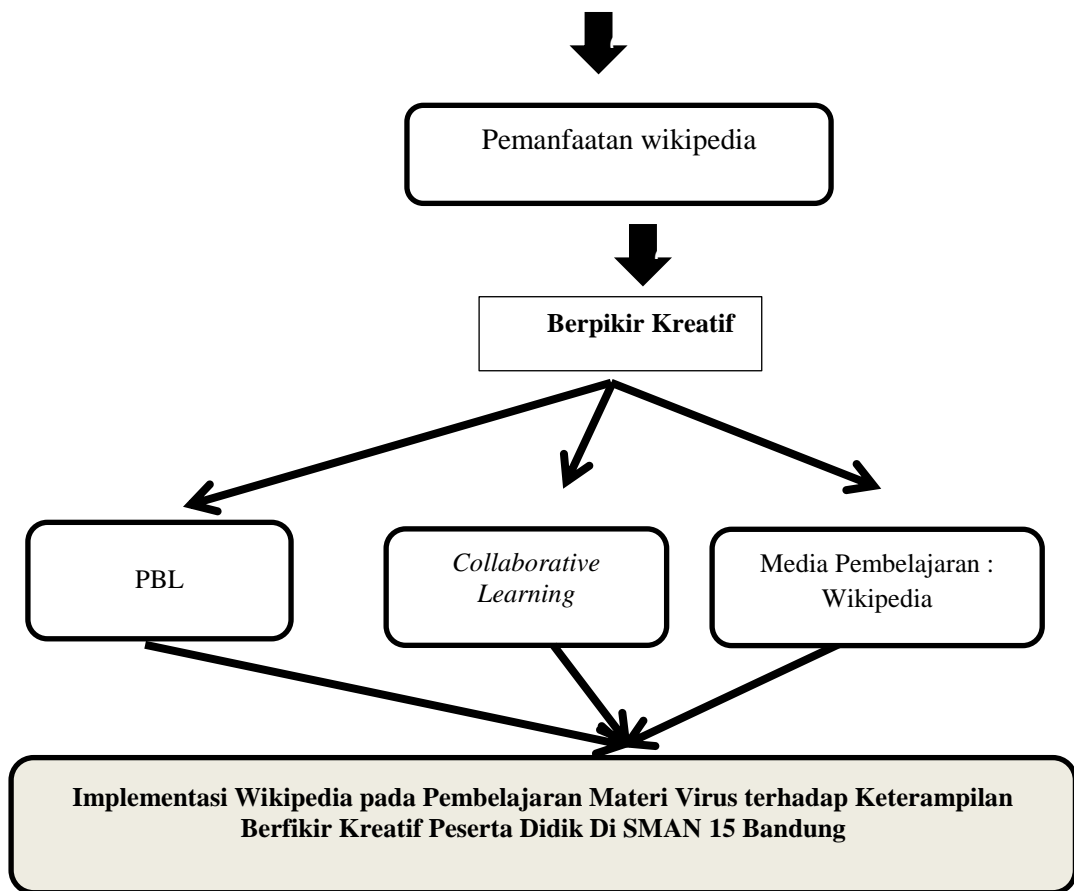 Pemanfaatan wikipedia
Berpikir Kreatif
PBL
Collaborative
Learning
Media Pembelajaran :
Wikipedia
Implementasi Wikipedia pada Pembelajaran Materi Virus terhadap Keterampilan
Berfikir Kreatif Peserta Didik Di SMAN 15 Bandung